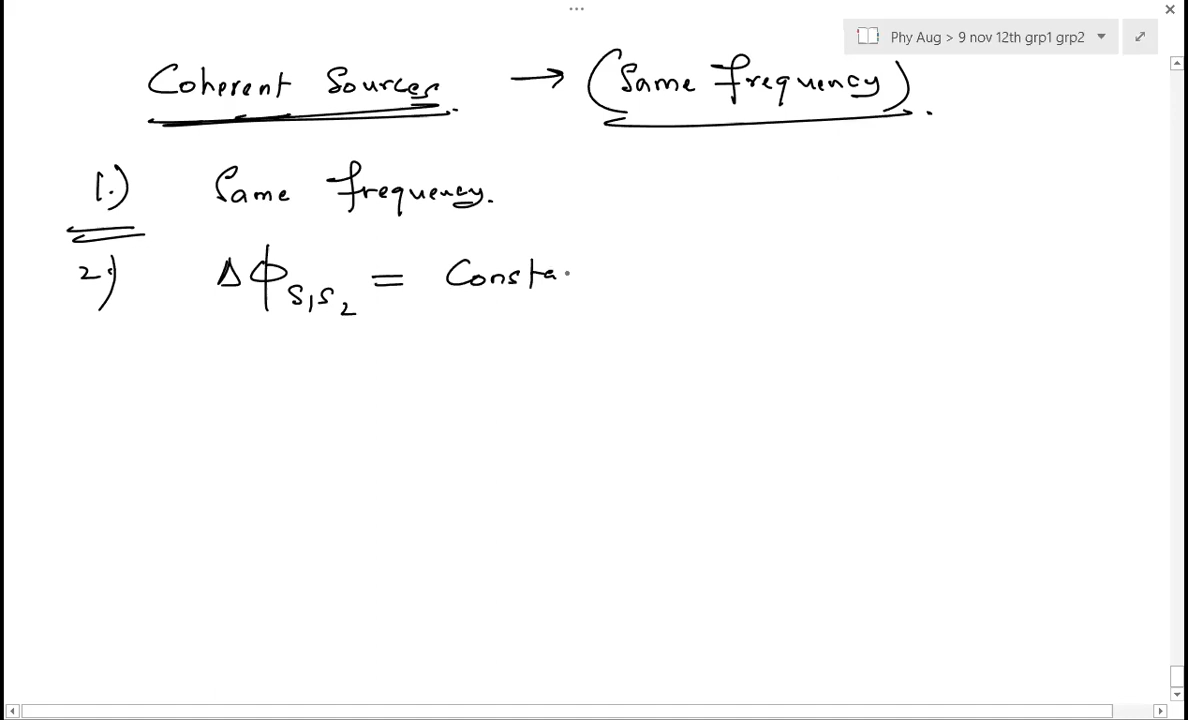 Phy Aug > 9 nov 12th grp1 grp2
Coherent Sources. → (Same frequency).
1.) Same frequency.
2.) Δϕ S1S2 = Consta